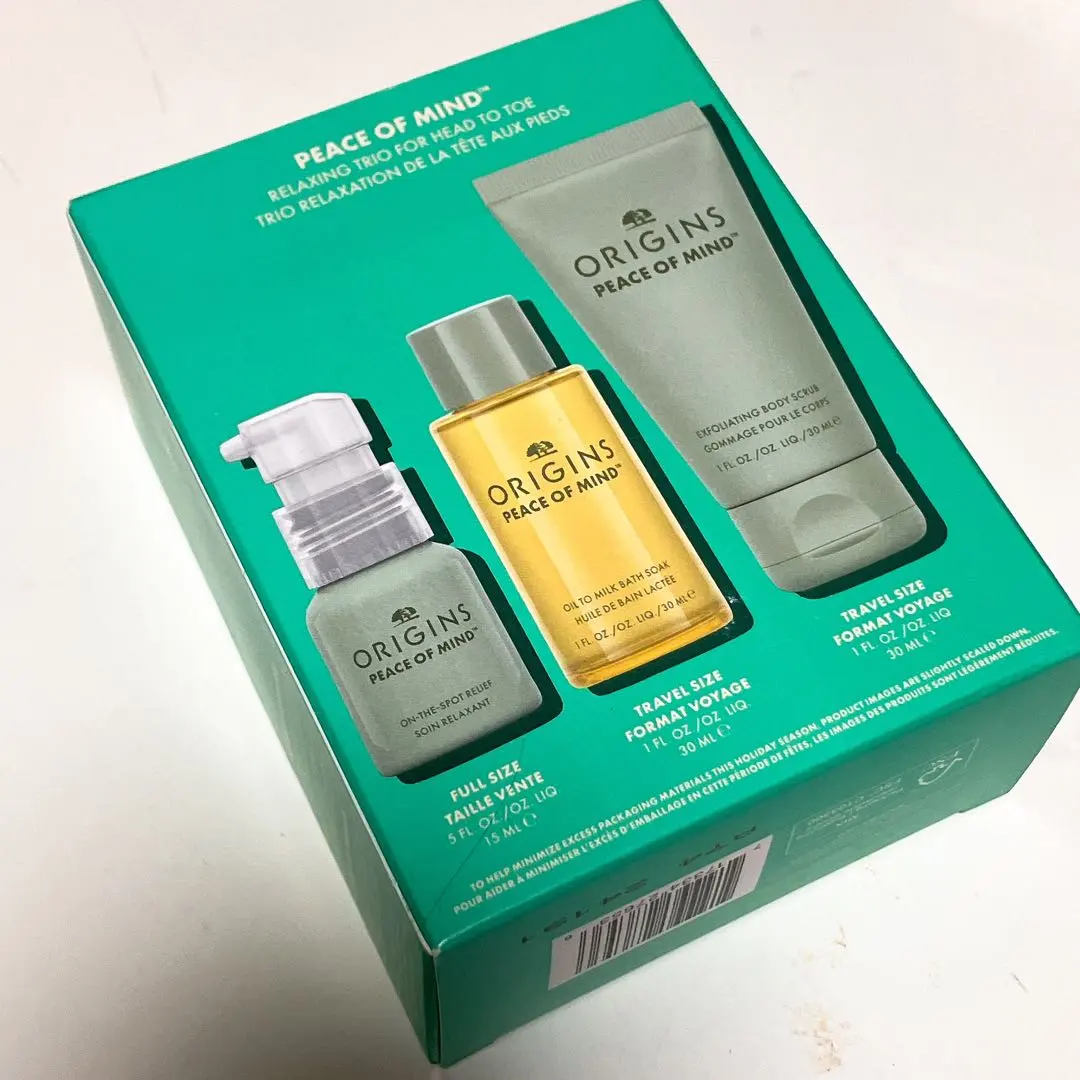 PEACE OF MIND™
RELAXING TRIO FOR HEAD TO TOE
TRIO RELAXATION DE LA TÊTE AUX PIEDS
ORIGINS
PEACE OF MIND™
EXFOLIATING BODY SCRUB
GOMMAGE POUR LE CORPS
1 FL. OZ./OZ. LIQ./30 ML℮
TRAVEL SIZE
FORMAT VOYAGE
1 FL. OZ./OZ LIQ
30 ML℮
ORIGINS
PEACE OF MIND™
OIL TO MILK BATH SOAK
HUILE DE BAIN LACTÉE
1 FL. OZ./OZ. LIQ./30 ML℮
TRAVEL SIZE
FORMAT VOYAGE
1 FL OZ./OZ LIQ.
30 ML℮
ORIGINS
PEACE OF MIND™
ON-THE-SPOT RELIEF
SOIN RELAXANT
FULL SIZE
TAILLE VENTE
5 FL. OZ./OZ. LIQ
15 ML℮
TO HELP MINIMIZE EXCESS PACKAGING MATERIALS THIS HOLIDAY SEASON, PRODUCT IMAGES ARE SLIGHTLY SCALED DOWN.
POUR AIDER À MINIMISER L'EXCÈS D'EMBALLAGE EN CETTE PÉRIODE DE FÊTES, LES IMAGES DES PRODUITS SONT LÉGÈREMENT RÉDUITES.